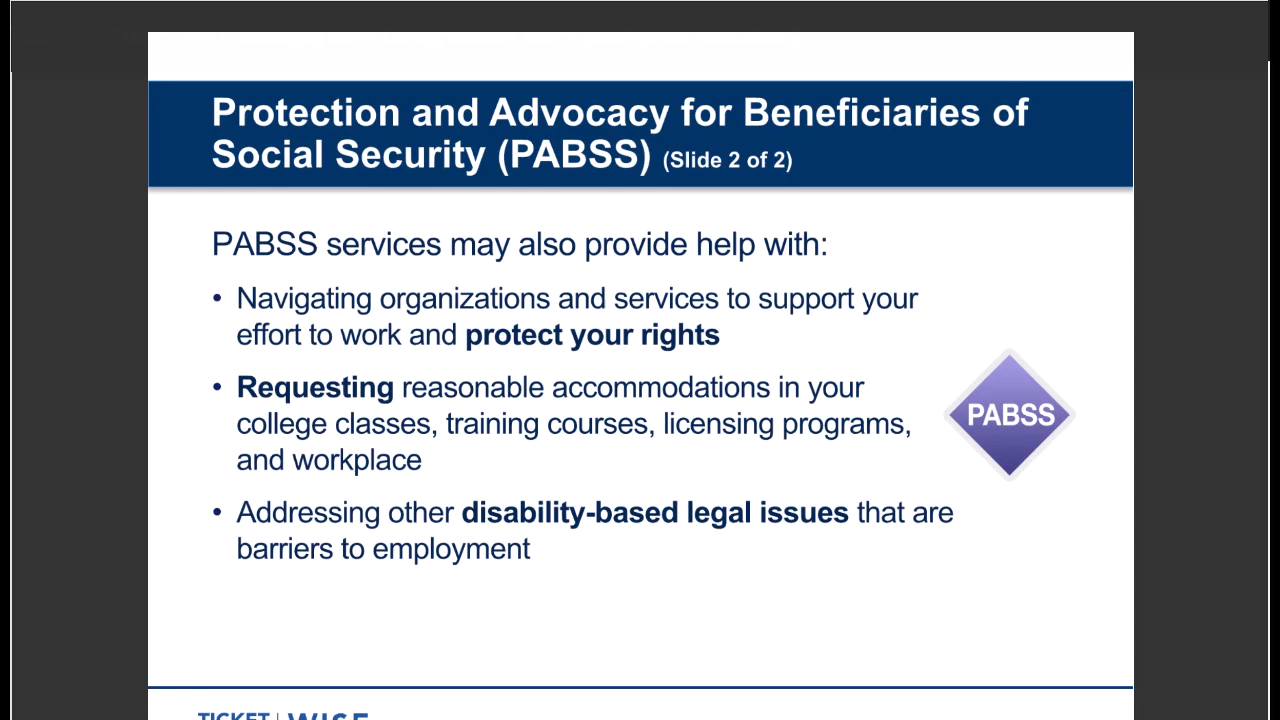 Protection and Advocacy for Beneficiaries of
Social Security (PABSS) (Slide 2 of 2)
PABSS services may also provide help with:
• Navigating organizations and services to support your
effort to work and protect your rights
• Requesting reasonable accommodations in your
college classes, training courses, licensing programs,
and workplace
PABSS
• Addressing other disability-based legal issues that are
barriers to employment
TICKET | WISE